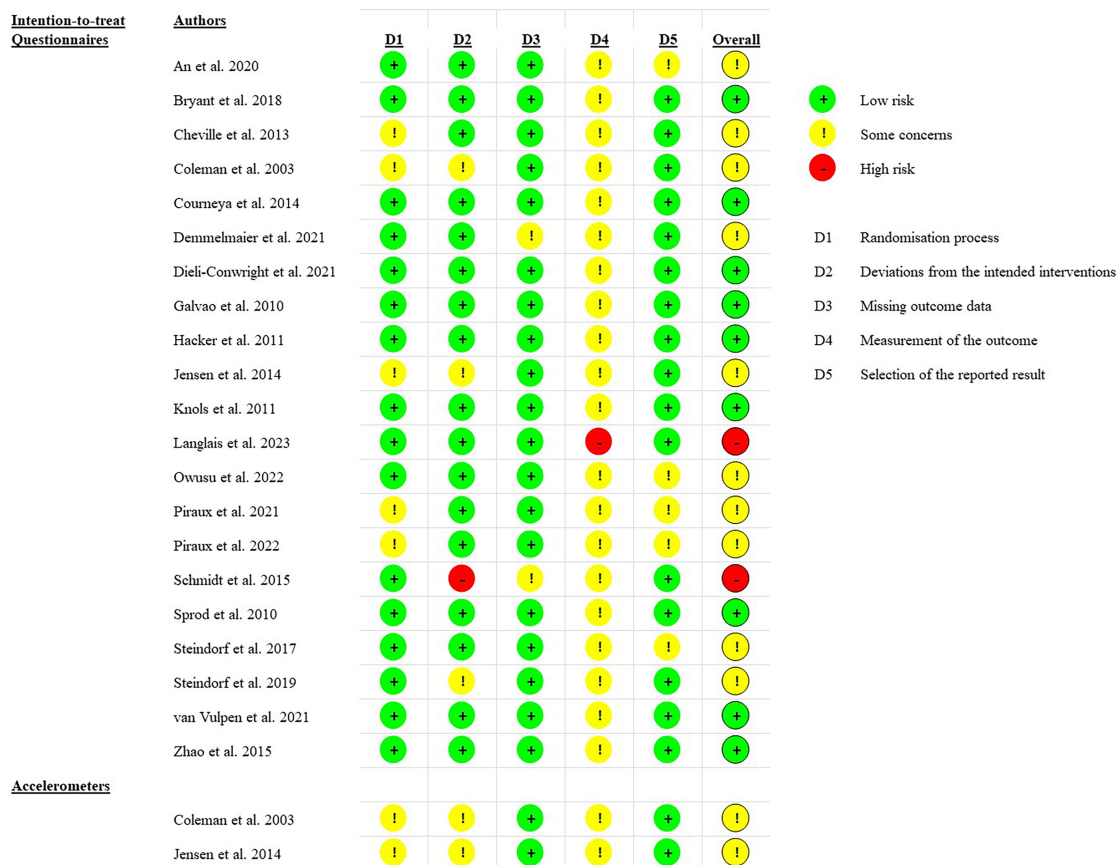 Intention-to-treat Authors
Questionnaires D1 D2 D3 D4 D5 Overall
An et al. 2020 + + + ! ! !
Bryant et al. 2018 + + + ! + + + Low risk
Cheville et al. 2013 ! + + ! + ! ! Some concerns
Coleman et al. 2003 ! ! + ! + ! - High risk
Courneya et al. 2014 + + + ! + +
Demmelmaier et al. 2021 + + ! ! + ! D1 Randomisation process
Dieli-Conwright et al. 2021 + + + ! + + D2 Deviations from the intended interventions
Galvao et al. 2010 + + + ! + + D3 Missing outcome data
Hacker et al. 2011 + + + ! + + D4 Measurement of the outcome
Jensen et al. 2014 ! ! + ! + ! D5 Selection of the reported result
Knols et al. 2011 + + + ! + +
Langlais et al. 2023 + + + - + -
Owusu et al. 2022 + + + ! ! !
Piraux et al. 2021 ! + + ! ! !
Piraux et al. 2022 ! + + ! ! !
Schmidt et al. 2015 + - ! ! + -
Sprod et al. 2010 + + + ! + +
Steindorf et al. 2017 + + + ! ! !
Steindorf et al. 2019 + ! + ! + !
van Vulpen et al. 2021 + + + ! + +
Zhao et al. 2015 + + + ! + +
Accelerometers
Coleman et al. 2003 ! ! + ! + !
Jensen et al. 2014 ! ! + ! + !